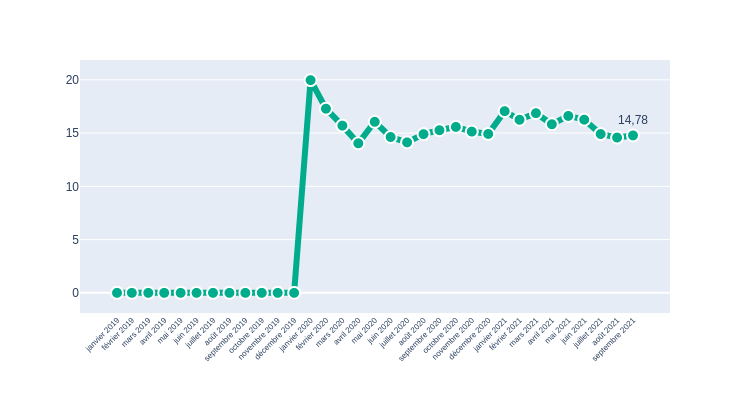 20
15
10
5
0
14,78
janvier 2019
février 2019
mars 2019
avril 2019
mai 2019
juin 2019
juillet 2019
août 2019
septembre 2019
octobre 2019
novembre 2019
décembre 2019
janvier 2020
février 2020
mars 2020
avril 2020
mai 2020
juin 2020
juillet 2020
août 2020
septembre 2020
octobre 2020
novembre 2020
décembre 2020
janvier 2021
février 2021
mars 2021
avril 2021
mai 2021
juin 2021
juillet 2021
août 2021
septembre 2021